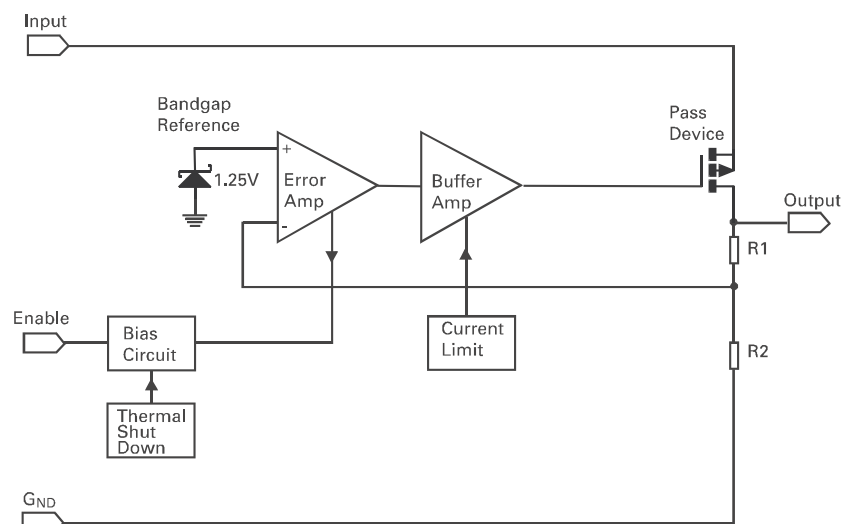 Input
Bandgap
Reference
Pass
Device
+
1.25V
Error
Amp
Buffer
Amp
Output
-
R1
Enable
Bias
Circuit
Current
Limit
R2
Thermal
Shut
Down
GND